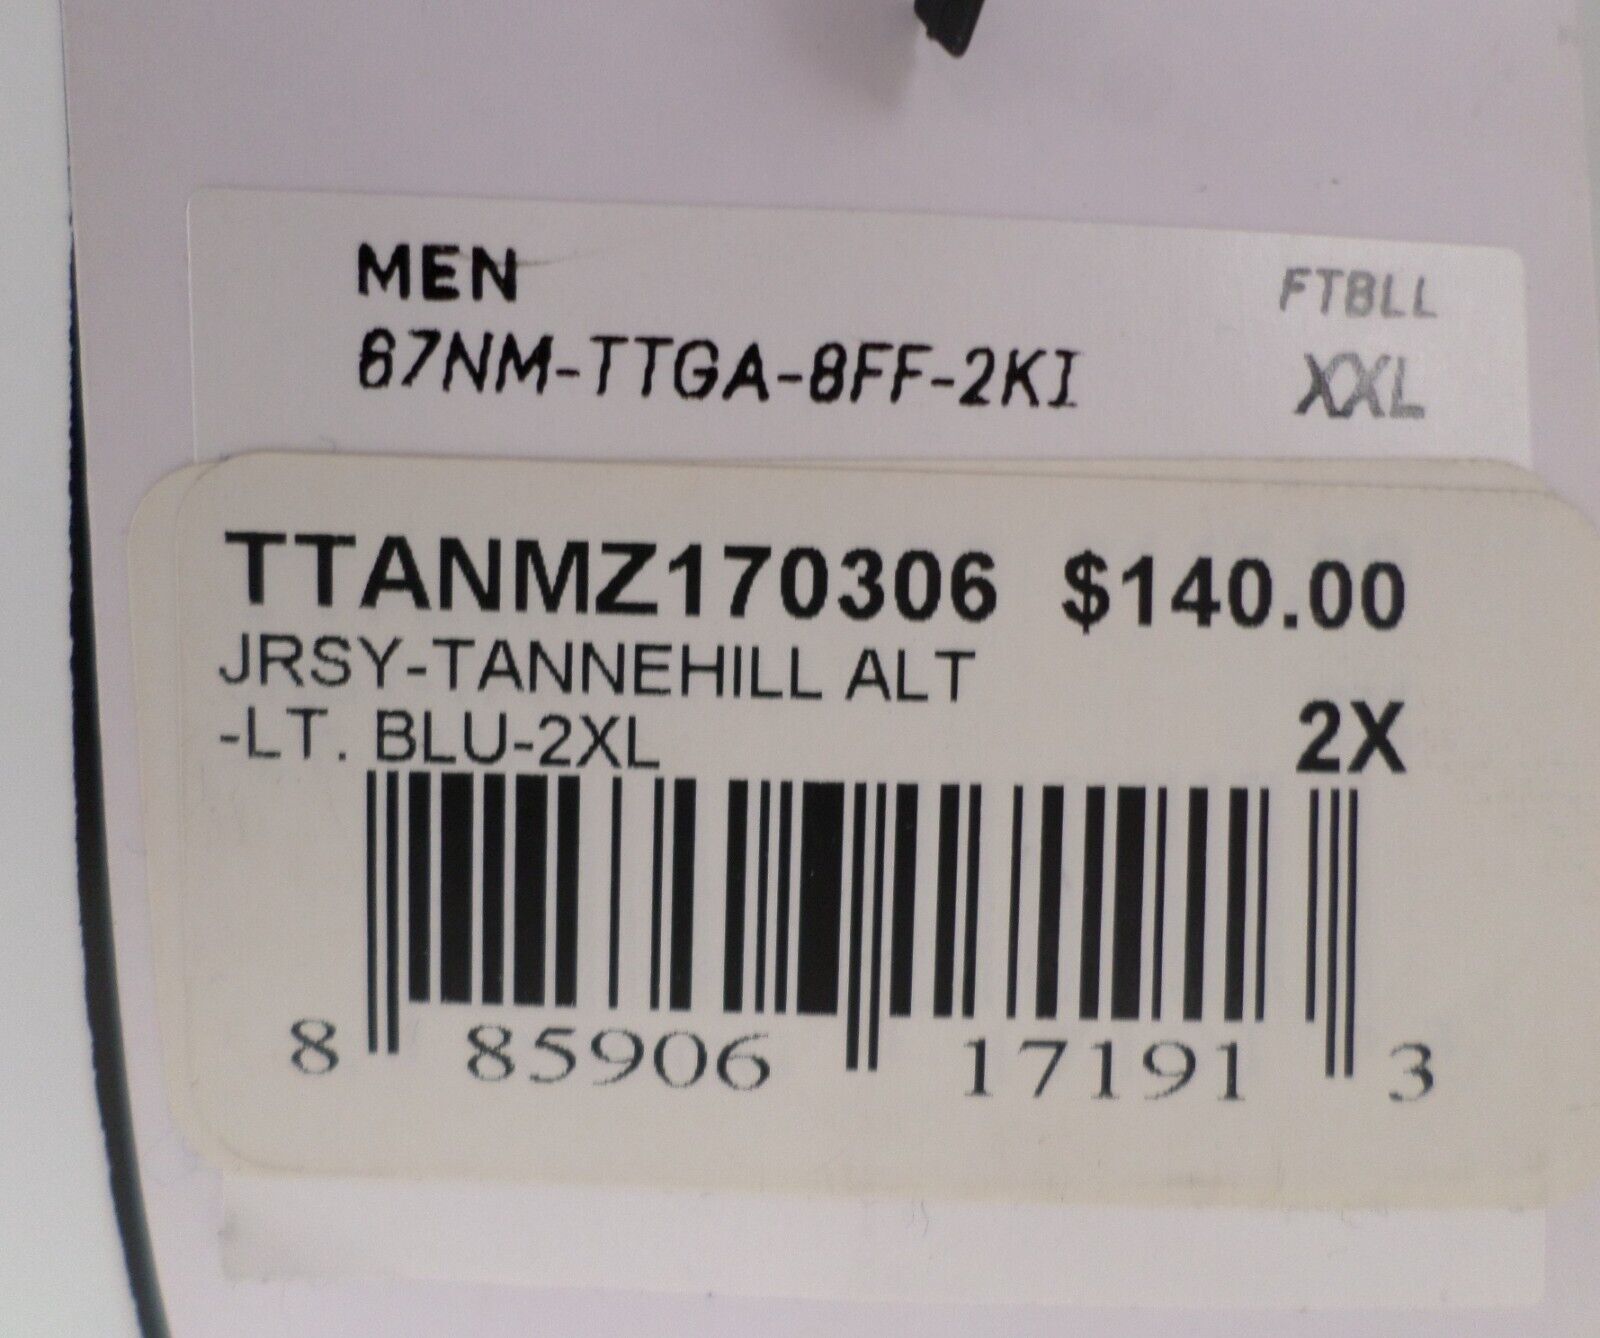 MEN FTBLL
67NM-TTGA-8FF-2KI XXL
TTANMZ170306 $140.00
JRSY-TANNEHILL ALT
-LT. BLU-2XL 2X
8 85906 17191 3